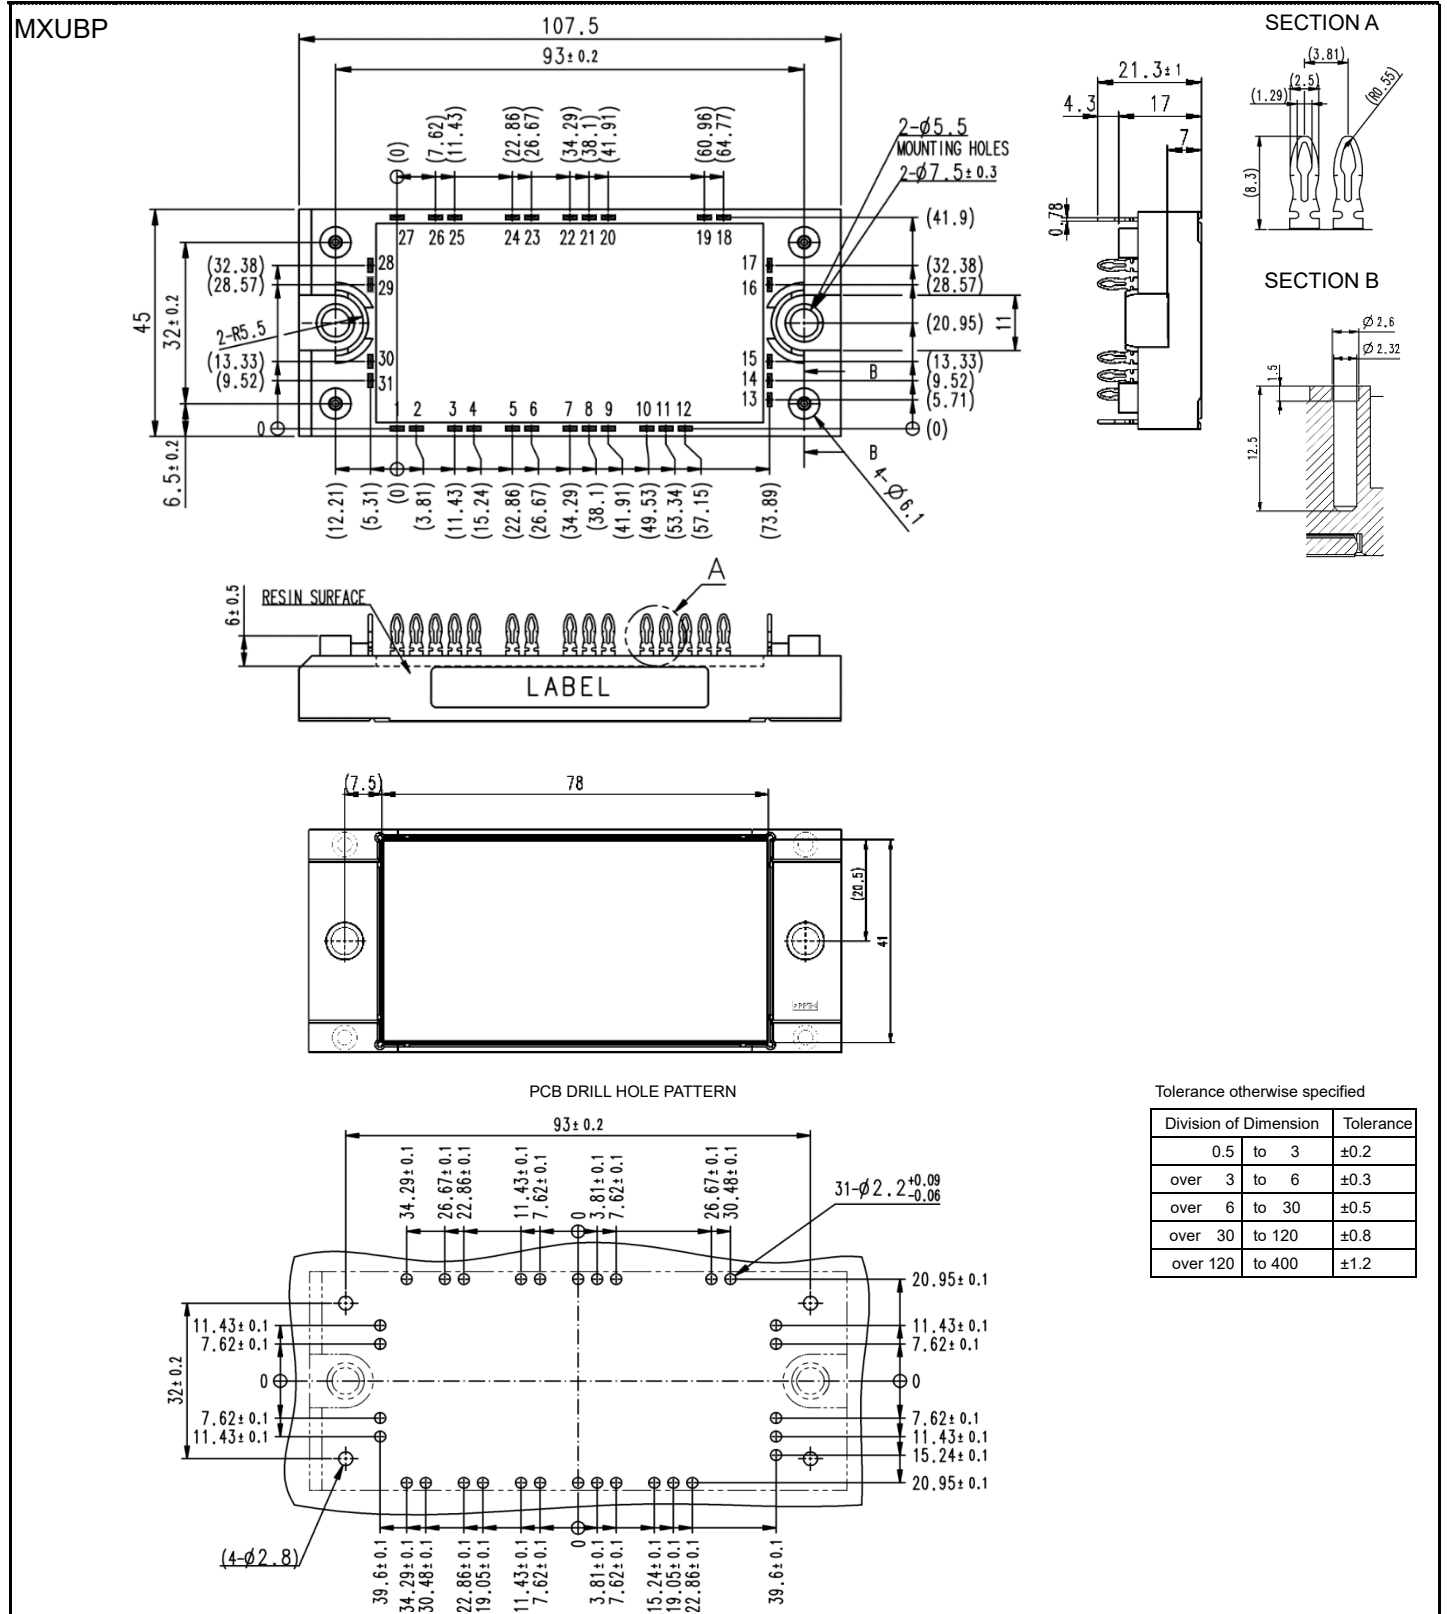 MXUBP
107.5
93± 0.2
(0)
(7.62)
(11.43)
(22.86)
(26.67)
(34.29)
(38.1)
(41.91)
(60.96)
(64.77)
2-Ø5.5
MOUNTING HOLES
2-Ø7.5± 0.3
27 26 25 24 23 22 21 20 19 18
(41.9)
(32.38) 28 17 (32.38)
(28.57) 29 16 (28.57)
45
32±0.2
2-R5.5
(20.95)
11
(13.33) 30 15 (13.33)
(9.52) 31 14 (9.52)
13 (5.71)
B
1 2 3 4 5 6 7 8 9 10 11 12
0
(0)
B
6.5± 0.2
4-Ø6.1
(12.21)
(5.31)
(0)
(3.81)
(11.43)
(15.24)
(22.86)
(26.67)
(34.29)
(38.1)
(41.91)
(49.53)
(53.34)
(57.15)
(73.89)
21.3±1
4.3 17
7
0.78
SECTION A
(3.81)
(2.5)
(1.29)
(R0.55)
(8.3)
SECTION B
Ø2.6
Ø2.32
1.5
12.5
A
6±0.5
RESIN SURFACE
LABEL
(7.5) 78
(20.5)
41
PCB DRILL HOLE PATTERN
93± 0.2
34.29± 0.1
26.67± 0.1
22.86± 0.1
11.43± 0.1
7.62± 0.1
0
3.81± 0.1
7.62± 0.1
26.67± 0.1
30.48± 0.1
31-Ø2.2 +0.09 -0.06
20.95± 0.1
11.43± 0.1 11.43± 0.1
7.62± 0.1 7.62± 0.1
32±0.2
0 0
7.62± 0.1 7.62± 0.1
11.43± 0.1 11.43± 0.1
15.24± 0.1
20.95± 0.1
(4-Ø2.8)
39.6± 0.1
34.29± 0.1
30.48± 0.1
22.86± 0.1
19.05± 0.1
11.43± 0.1
7.62± 0.1
0
3.81± 0.1
7.62± 0.1
15.24± 0.1
19.05± 0.1
22.86± 0.1
39.6± 0.1
Tolerance otherwise specified
Division of Dimension Tolerance
0.5 to 3 ±0.2
over 3 to 6 ±0.3
over 6 to 30 ±0.5
over 30 to 120 ±0.8
over 120 to 400 ±1.2